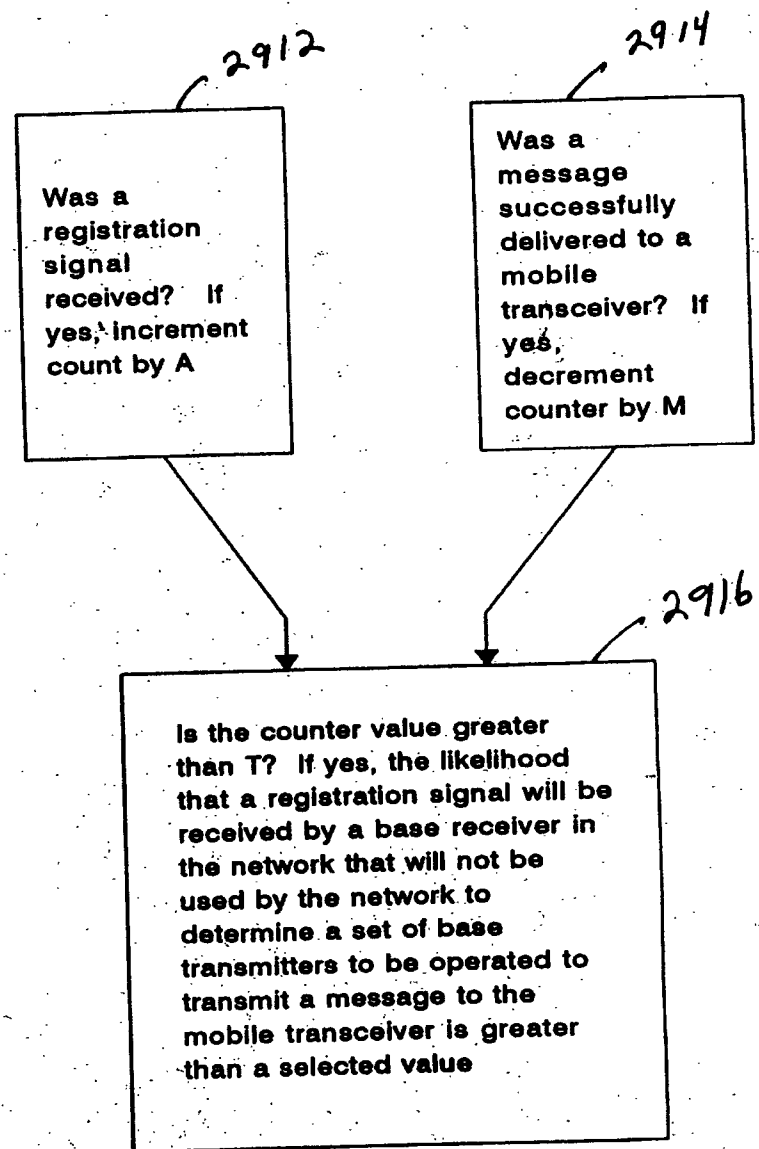 2912
2914
Was a
registration
signal
received? If
yes, increment
count by A
Was a
message
successfully
delivered to a
mobile
transceiver? If
yes,
decrement
counter by M
2916
Is the counter value greater
than T? If yes, the likelihood
that a registration signal will be
received by a base receiver in
the network that will not be
used by the network to
determine a set of base
transmitters to be operated to
transmit a message to the
mobile transceiver is greater
than a selected value